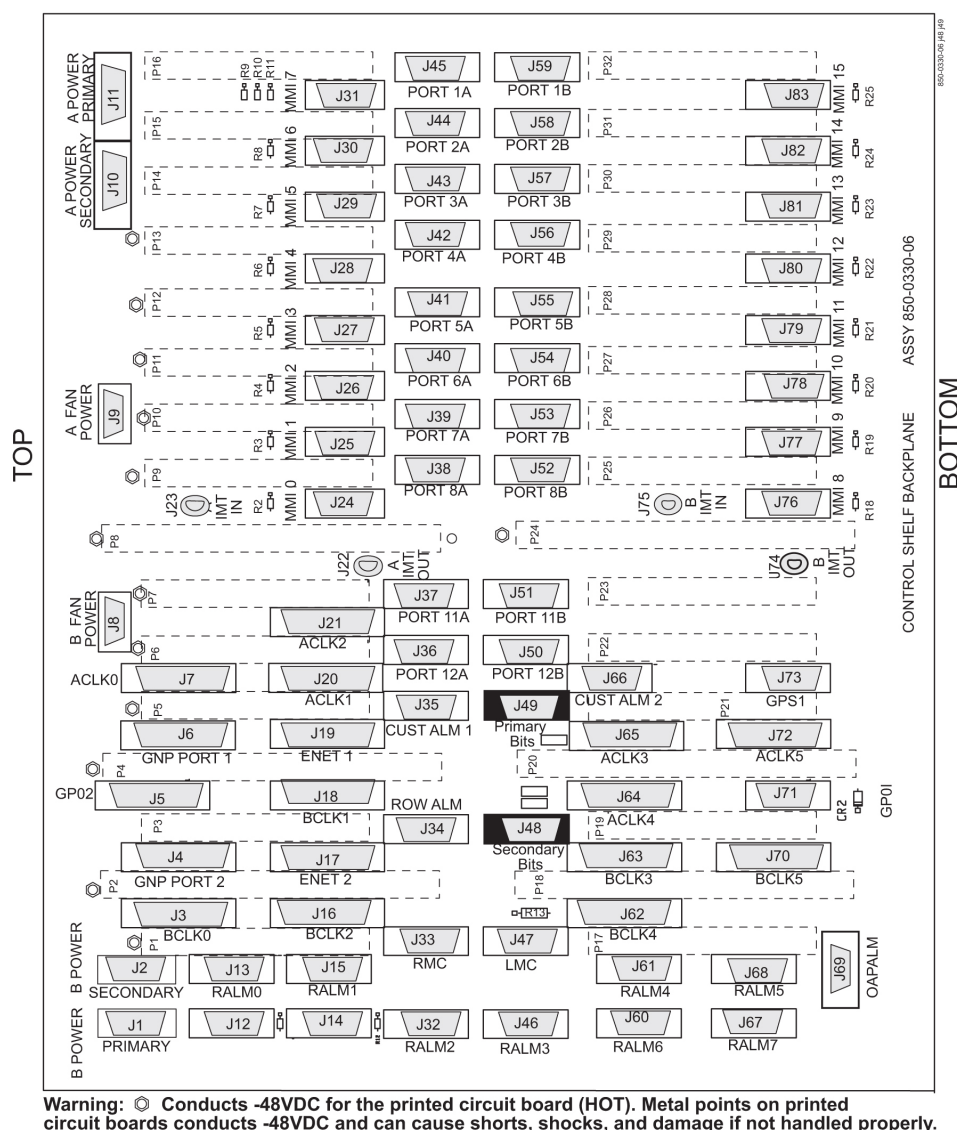 850-0330-06 j48 j49
A POWER
PRIMARY
J11
P16
R9
R10
R11
MMI 7
J31
J45
PORT 1A
J59
PORT 1B
P32
J83
MMI 15
R25
A POWER
SECONDARY
J10
P15
R8
MMI 6
J30
J44
PORT 2A
J58
PORT 2B
P31
J82
MMI 14
R24
P14
R7
MMI 5
J29
J43
PORT 3A
J57
PORT 3B
P30
J81
MMI 13
R23
P13
R6
MMI 4
J28
J42
PORT 4A
J56
PORT 4B
P29
J80
MMI 12
R22
P12
R5
MMI 3
J27
J41
PORT 5A
J55
PORT 5B
P28
J79
MMI 11
R21
P11
R4
MMI 2
J26
J40
PORT 6A
J54
PORT 6B
P27
J78
MMI 10
R20
A FAN
POWER
J9
P10
R3
MMI 1
J25
J39
PORT 7A
J53
PORT 7B
P26
J77
MMI 9
R19
P9
J23
A
IMT
IN
R2
MMI 0
J24
J38
PORT 8A
J52
PORT 8B
P25
J75
B
IMT
IN
J76
MMI 8
R18
TOP
BOTTOM
CONTROL SHELF BACKPLANE ASSY 850-0330-06
P8
P24
J22
A
IMT
OUT
J74
B
IMT
OUT
B FAN
POWER
J8
P7
J21
ACLK2
J37
PORT 11A
J51
PORT 11B
P23
P6
J36
PORT 12A
J50
PORT 12B
P22
ACLK0
J7
J20
ACLK1
J66
CUST ALM 2
J73
GPS1
P5
J35
CUST ALM 1
J49
Primary
Bits
P21
J6
GNP PORT 1
J19
ENET 1
J65
ACLK3
J72
ACLK5
P4
P20
GP02
J5
J18
BCLK1
ROW ALM
J34
J64
ACLK4
J71
CR2
GP0I
P3
J48
Secondary
Bits
P19
J4
GNP PORT 2
J17
ENET 2
J63
BCLK3
J70
BCLK5
P2
P18
J3
BCLK0
J16
BCLK2
R13
J62
BCLK4
P1
J33
RMC
J47
LMC
P17
B POWER
J2
SECONDARY
J13
RALM0
J15
RALM1
J61
RALM4
J68
RALM5
J69
OAPALM
B POWER
J1
PRIMARY
J12
J14
J32
RALM2
J46
RALM3
J60
RALM6
J67
RALM7
Warning: Conducts -48VDC for the printed circuit board (HOT). Metal points on printed
circuit boards conducts -48VDC and can cause shorts, shocks, and damage if not handled properly.